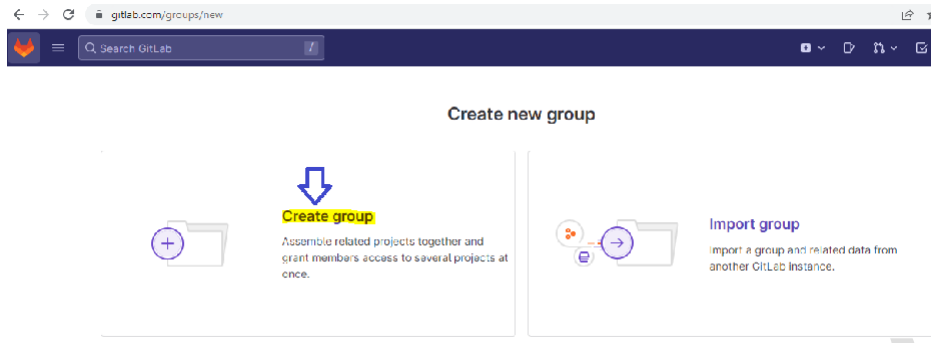 gitlab.com/groups/new
Search GitLab
/
Create new group
Create group
Assemble related projects together and
grant members access to several projects at
once.
Import group
Import a group and related data from
another GitLab instance.